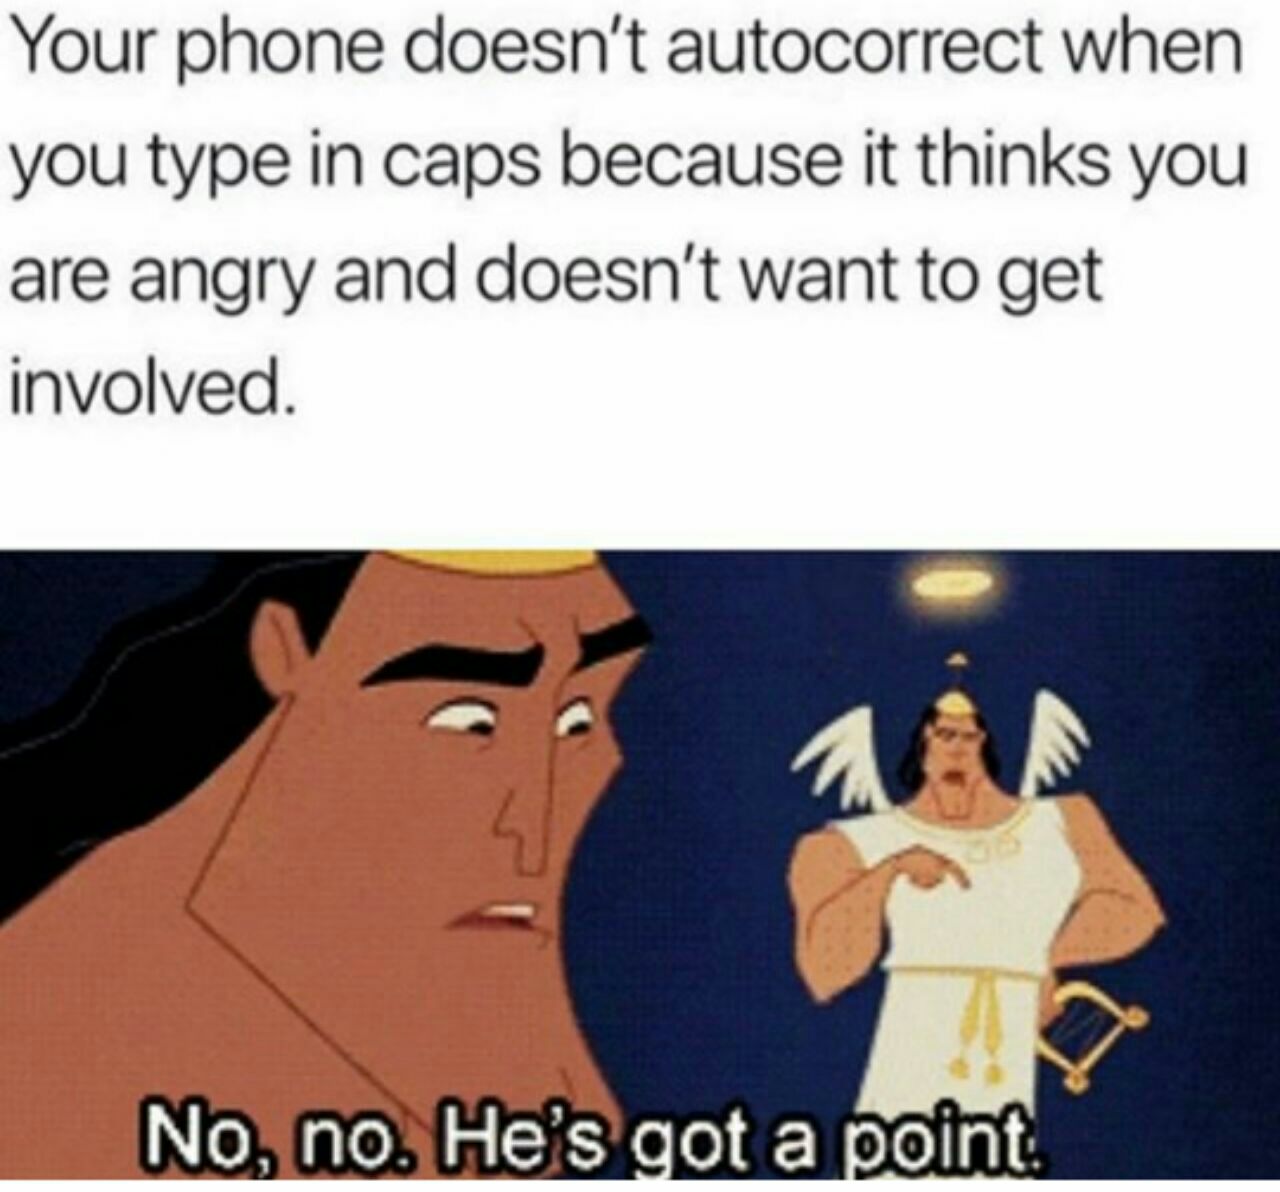 Your phone doesn't autocorrect when
you type in caps because it thinks you
are angry and doesn't want to get
involved.
No, no. He's got a point.